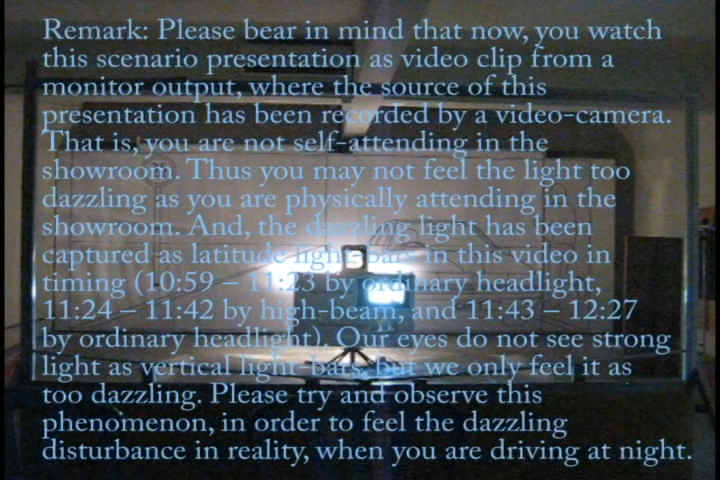 Remark: Please bear in mind that now, you watch
this scenario presentation as video clip from a
monitor output, where the source of this
presentation has been recorded by a video-camera.
That is, you are not self-attending in the
showroom. Thus you may not feel the light too
dazzling as you are physically attending in the
showroom. And, the dazzling light has been
captured as latitude light-bars in this video in
timing (10:59 – 11:23 by ordinary headlight,
11:24 – 11:42 by high-beam, and 11:43 – 12:27
by ordinary headlight). Our eyes do not see strong
light as vertical light-bars, but we only feel it as
too dazzling. Please try and observe this
phenomenon, in order to feel the dazzling
disturbance in reality, when you are driving at night.